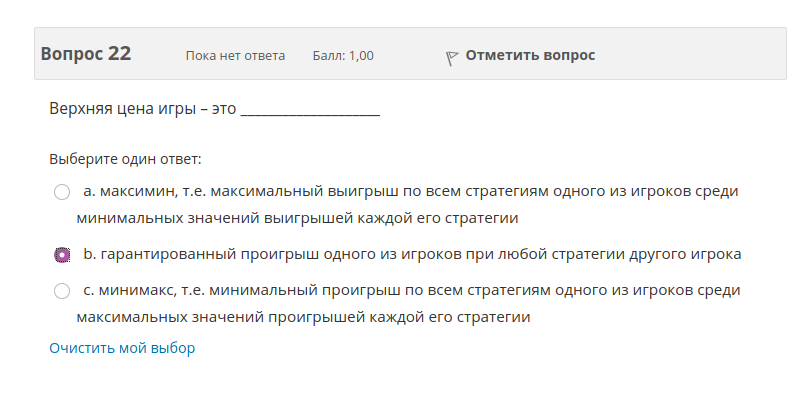 Вопрос 22 Пока нет ответа Балл: 1,00 Отметить вопрос
Верхняя цена игры – это ____________________
Выберите один ответ:
a. максимин, т.е. максимальный выигрыш по всем стратегиям одного из игроков среди
минимальных значений выигрышей каждой его стратегии
b. гарантированный проигрыш одного из игроков при любой стратегии другого игрока
c. минимакс, т.е. минимальный проигрыш по всем стратегиям одного из игроков среди
максимальных значений проигрышей каждой его стратегии
Очистить мой выбор